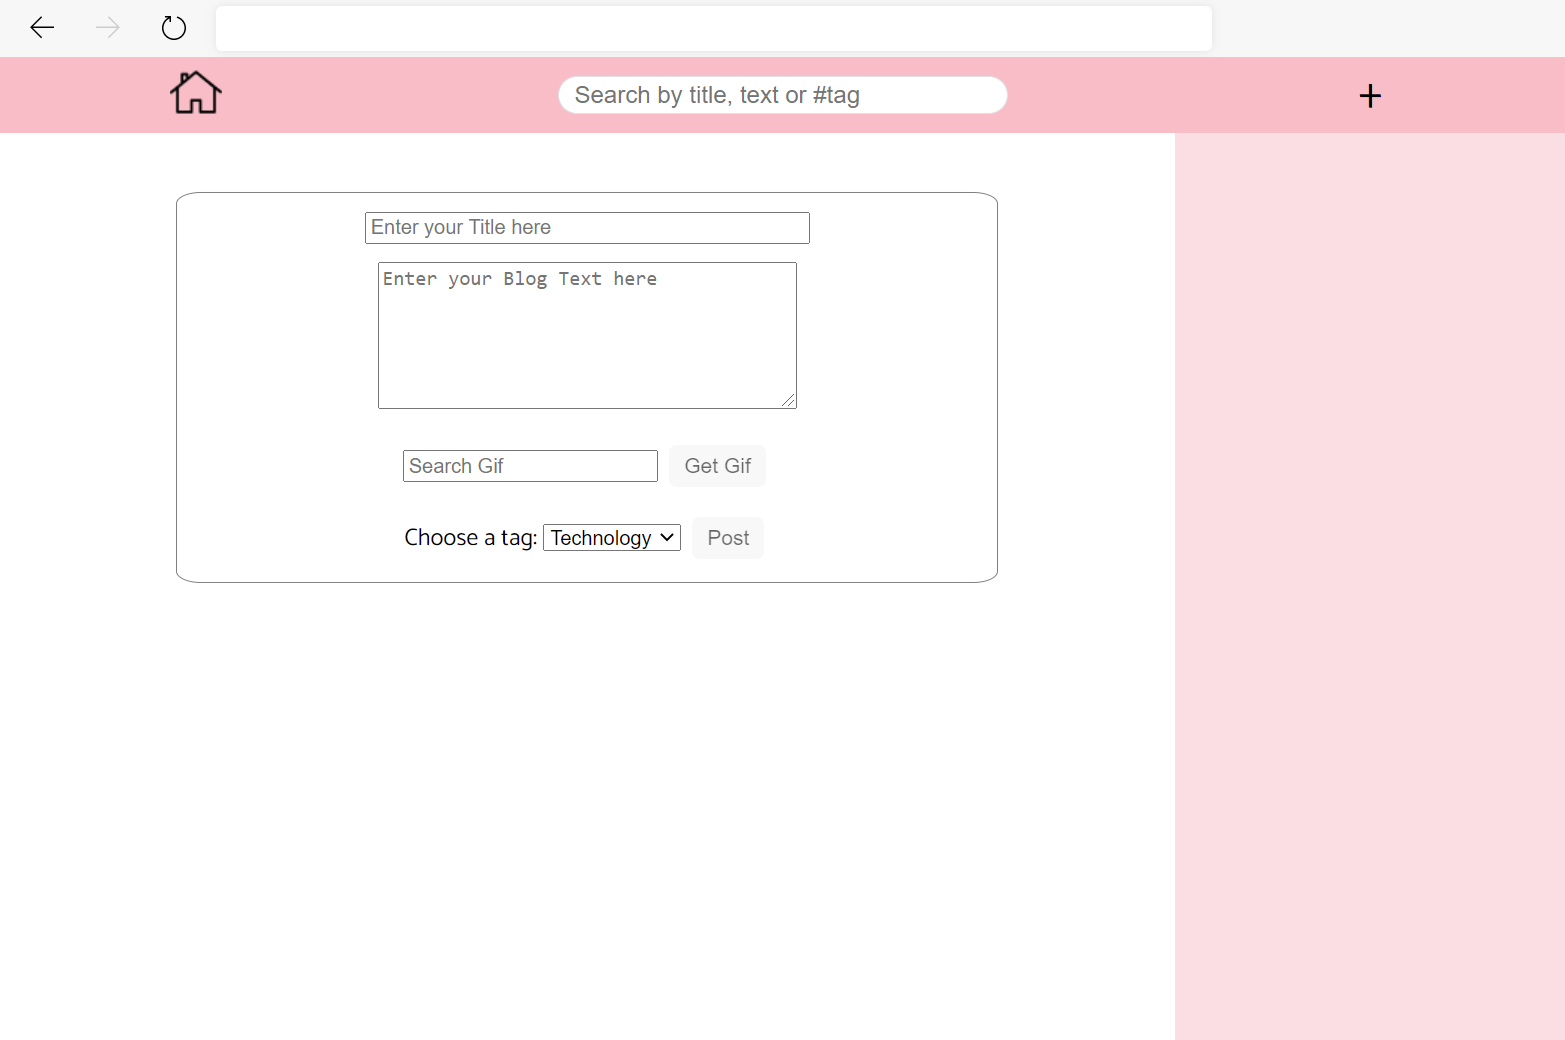 Search by title, text or #tag
+
Enter your Title here
Enter your Blog Text here
Search Gif Get Gif
Choose a tag: Technology Post